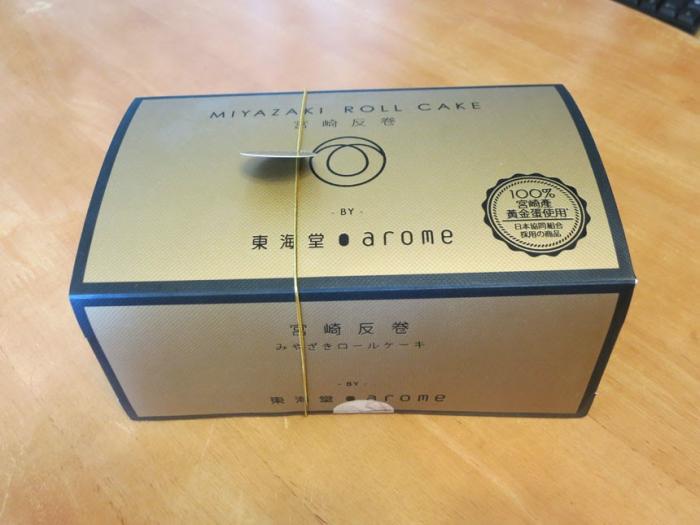 MIYAZAKI ROLL CAKE
宮崎反巻
- BY -
東海堂 arome
100%
宮崎産
黃金蛋使用*
日本協同組合
採用の商品
宮崎反巻
みやざきロールケーキ
- BY -
東海堂 arome